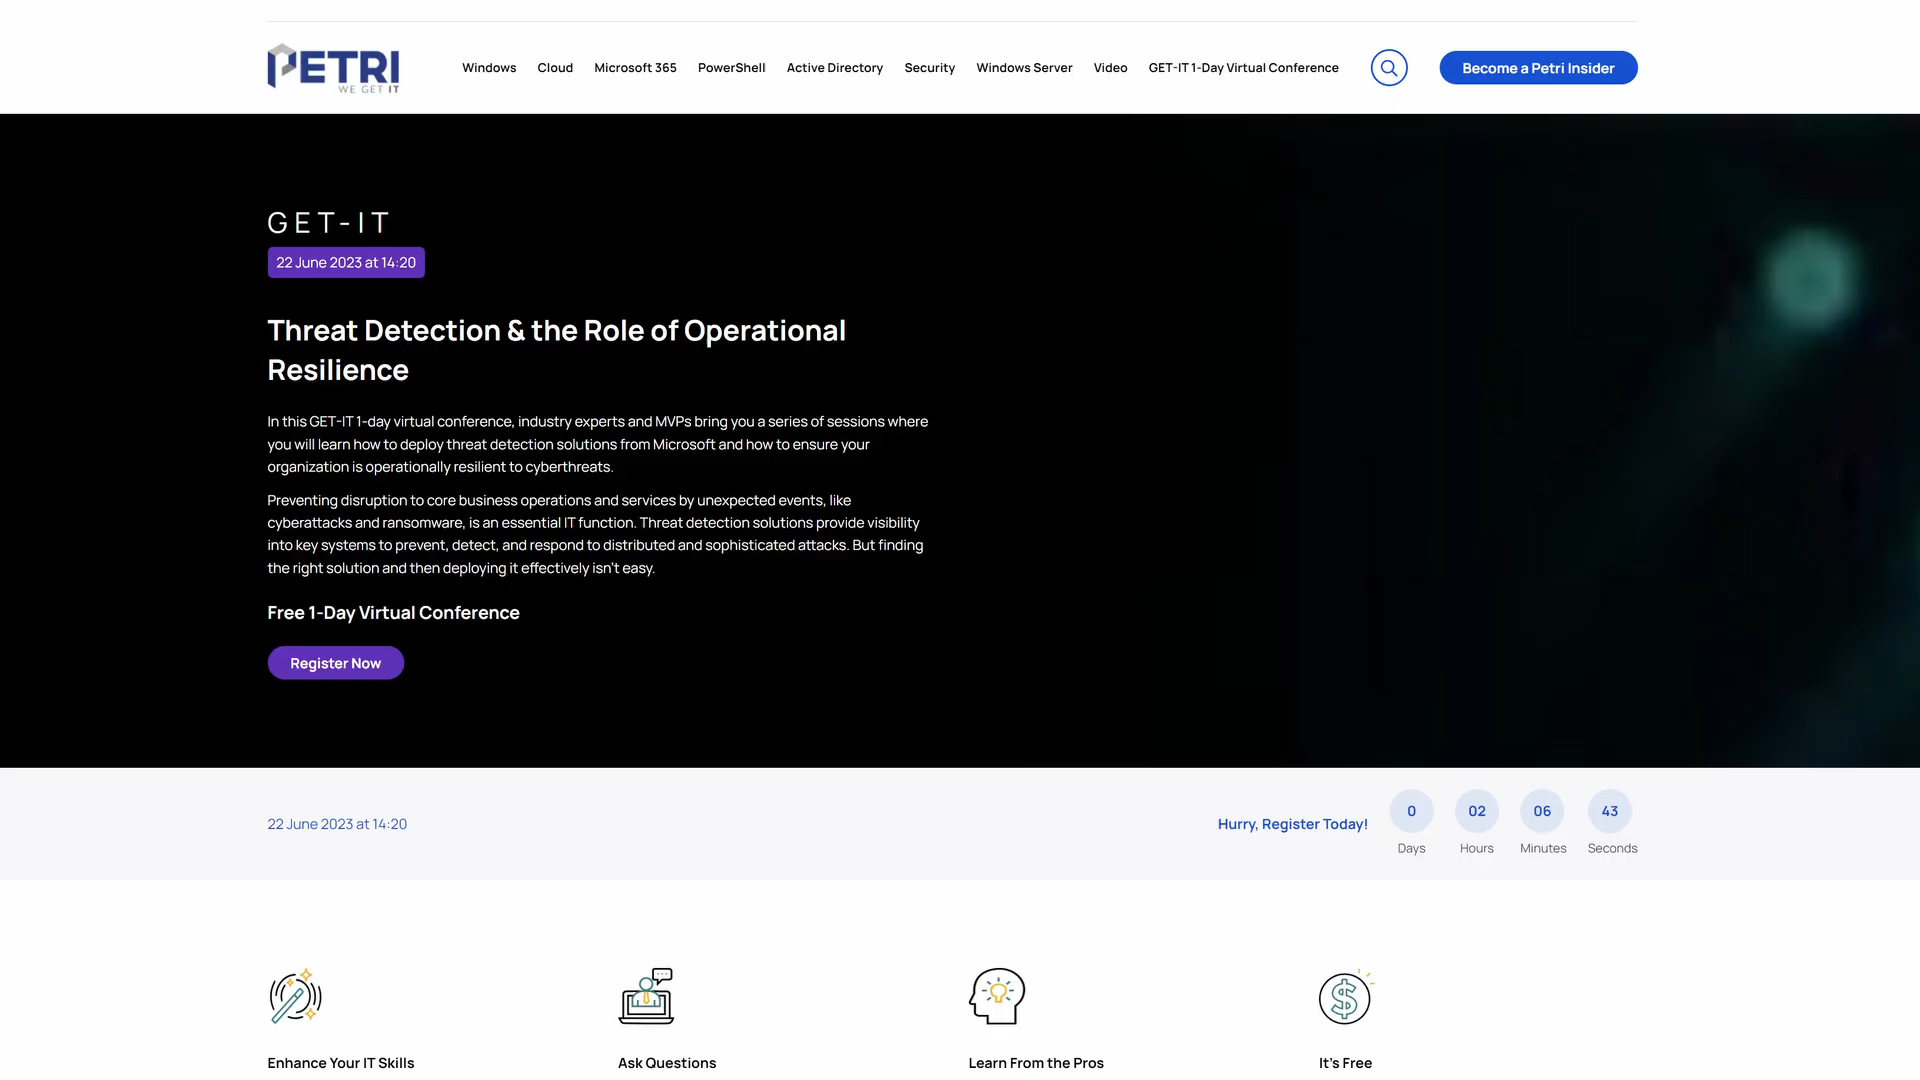 PETRI
WE GET IT
Windows
Cloud
Microsoft 365
PowerShell
Active Directory
Security
Windows Server
Video
GET-IT 1-Day Virtual Conference
Become a Petri Insider
GET-IT
22 June 2023 at 14:20
Threat Detection & the Role of Operational
Resilience
In this GET-IT 1-day virtual conference, industry experts and MVPs bring you a series of sessions where
you will learn how to deploy threat detection solutions from Microsoft and how to ensure your
organization is operationally resilient to cyberthreats.
Preventing disruption to core business operations and services by unexpected events, like
cyberattacks and ransomware, is an essential IT function. Threat detection solutions provide visibility
into key systems to prevent, detect, and respond to distributed and sophisticated attacks. But finding
the right solution and then deploying it effectively isn't easy.
Free 1-Day Virtual Conference
Register Now
22 June 2023 at 14:20
Hurry, Register Today!
0
Days
02
Hours
06
Minutes
43
Seconds
Enhance Your IT Skills
Ask Questions
Learn From the Pros
It's Free